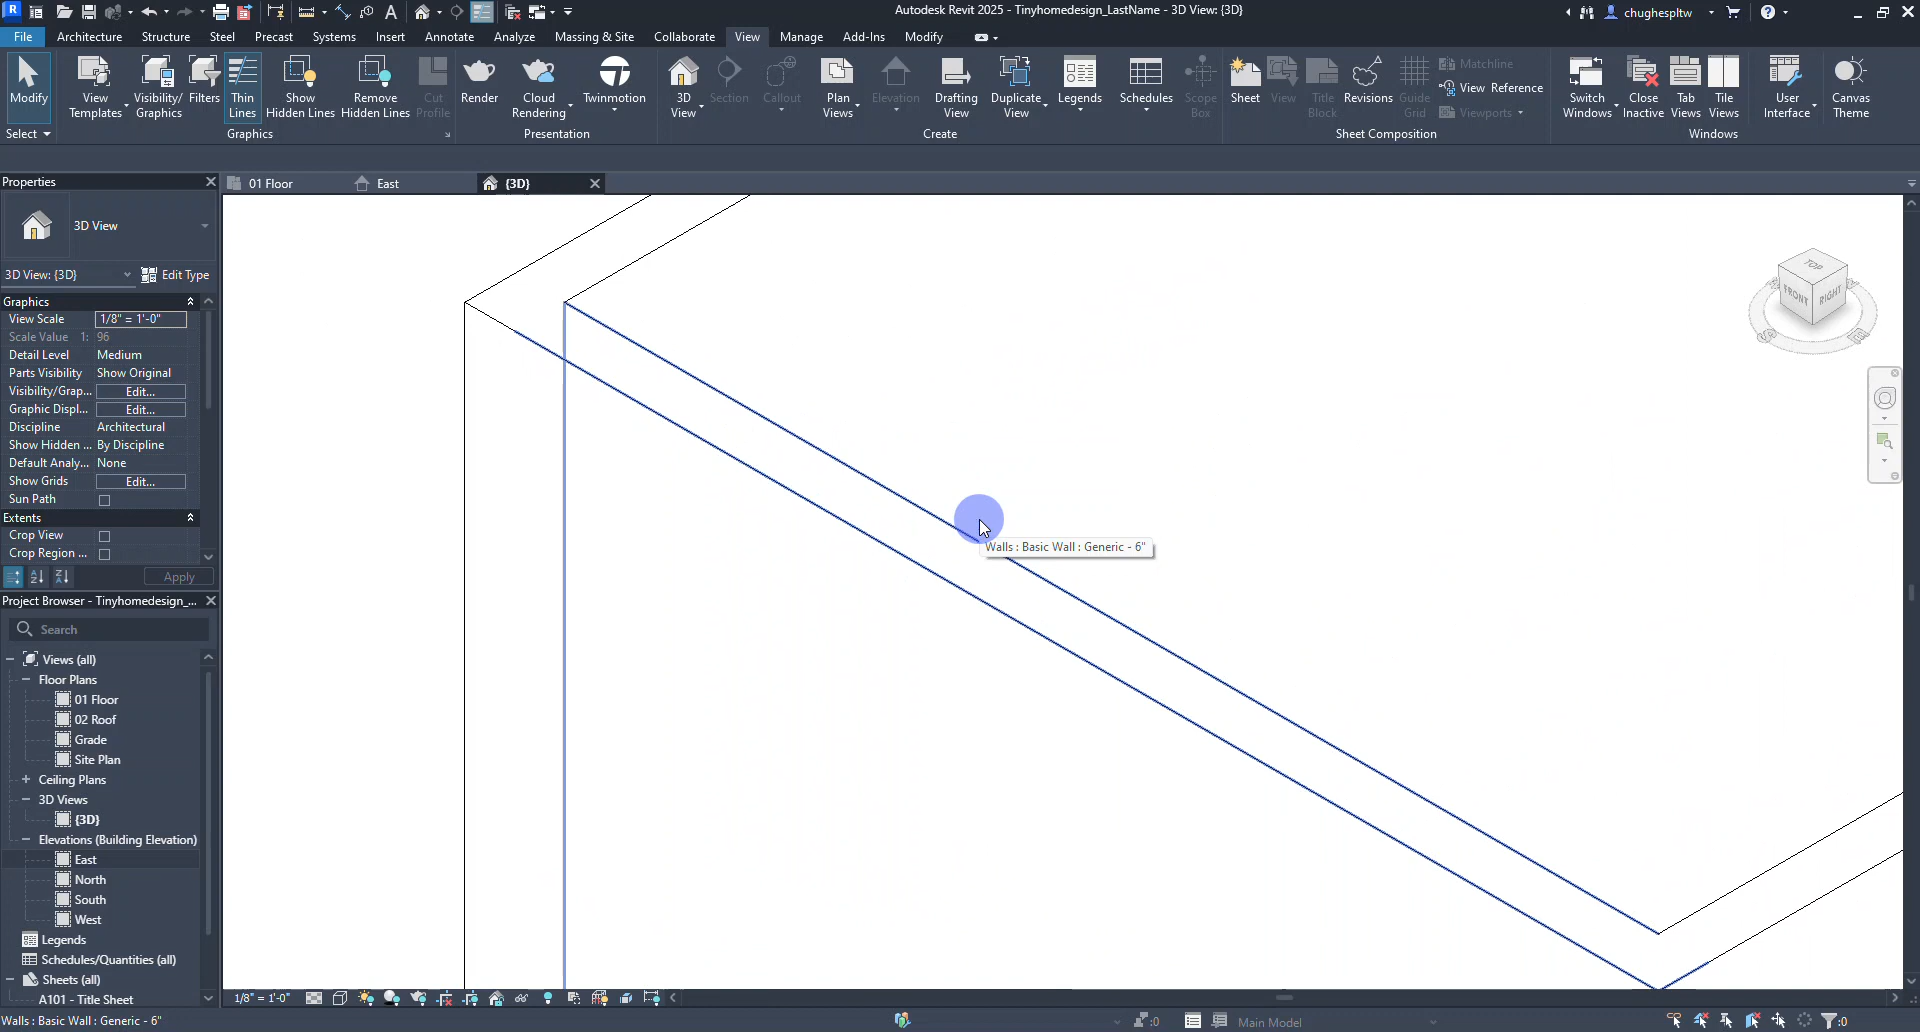 Autodesk Revit 2025 - Tinyhomedesign_LastName - 3D View: {3D}
chughespltw
File Architecture Structure Steel Precast Systems Insert Annotate Analyze Massing & Site Collaborate View Manage Add-Ins Modify
Modify
View Templates
Visibility/ Graphics
Filters
Thin Lines
Show Hidden Lines
Remove Hidden Lines
Cut Profile
Render
Cloud Rendering
Twinmotion
3D View
Section
Callout
Plan Views
Elevation
Drafting View
Duplicate View
Legends
Schedules
Scope Box
Sheet
View
Title Block
Revisions
Guide Grid
Matchline
View Reference
Viewports
Switch Windows
Close Inactive
Tab Views
Tile Views
User Interface
Canvas Theme
Select Graphics Presentation Create Sheet Composition Windows
Properties
01 Floor East {3D}
3D View
3D View: {3D} Edit Type
Graphics
View Scale 1/8" = 1'-0"
Scale Value 1: 96
Detail Level Medium
Parts Visibility Show Original
Visibility/Grap... Edit...
Graphic Displ... Edit...
Discipline Architectural
Show Hidden ... By Discipline
Default Analy... None
Show Grids Edit...
Sun Path
Extents
Crop View
Crop Region ...
Apply
Project Browser - Tinyhomedesign_...
Search
Views (all)
Floor Plans
01 Floor
02 Roof
Grade
Site Plan
Ceiling Plans
3D Views
{3D}
Elevations (Building Elevation)
East
North
South
West
Legends
Schedules/Quantities (all)
Sheets (all)
A101 - Title Sheet
TOP
FRONT RIGHT
Walls : Basic Wall : Generic - 6"
1/8" = 1'-0"
Walls : Basic Wall : Generic - 6"
:0
Main Model
:0